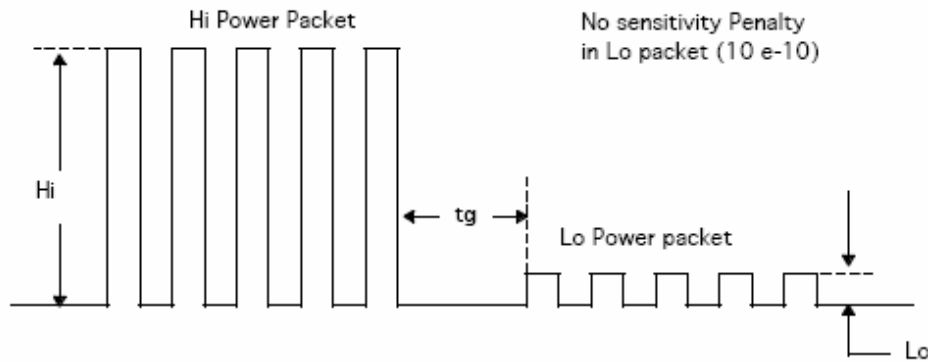 Hi Power Packet
No sensitivity Penalty
in Lo packet (10 e-10)
Hi
tg
Lo Power packet
Lo